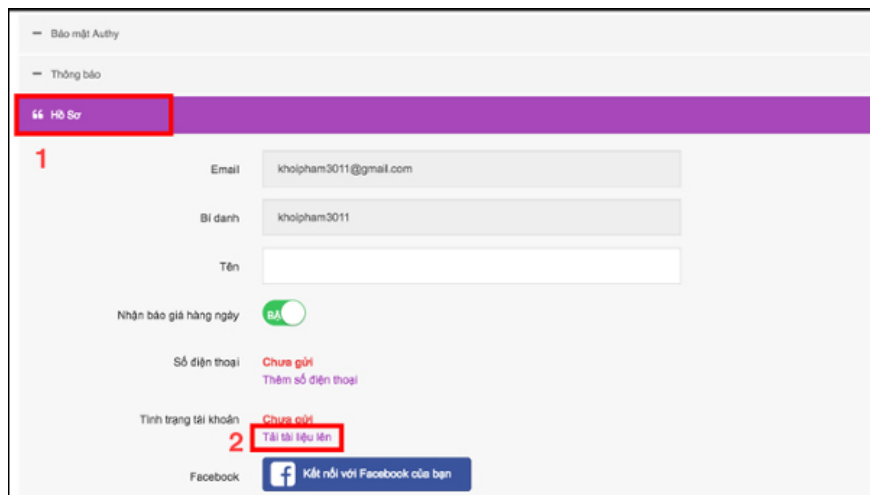 Bảo mật Authy
Thông báo
Hồ Sơ
1
Email khoipham3011@gmail.com
Bí danh khoipham3011
Tên
Nhận báo giá hàng ngày BẬ
Số điện thoại Chưa gửi
Thêm số điện thoại
Tình trạng tài khoản Chưa gửi
2 Tải tài liệu lên
Facebook f Kết nối với Facebook của bạn